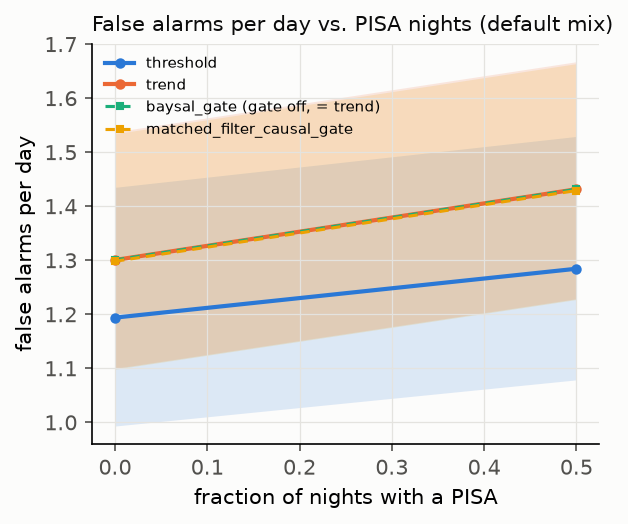 False alarms per day vs. PISA nights (default mix)
1.7
1.6
1.5
1.4
1.3
1.2
1.1
1.0
false alarms per day
threshold
trend
baysal_gate (gate off, = trend)
matched_filter_causal_gate
0.0 0.1 0.2 0.3 0.4 0.5
fraction of nights with a PISA